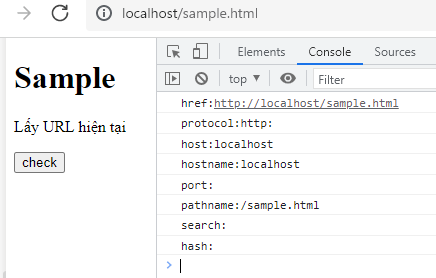 localhost/sample.html
Elements Console Sources
top Filter
Sample
Lấy URL hiện tại
check
href:http://localhost/sample.html
protocol:http:
host:localhost
hostname:localhost
port:
pathname:/sample.html
search:
hash: